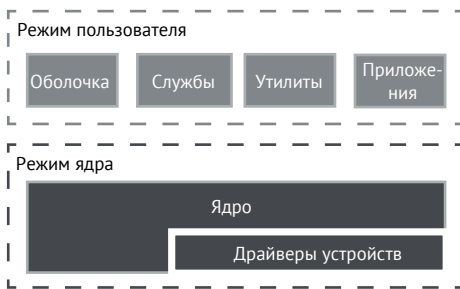 Режим пользователя
Оболочка Службы Утилиты Приложе-
ния
Режим ядра
Ядро
Драйверы устройств